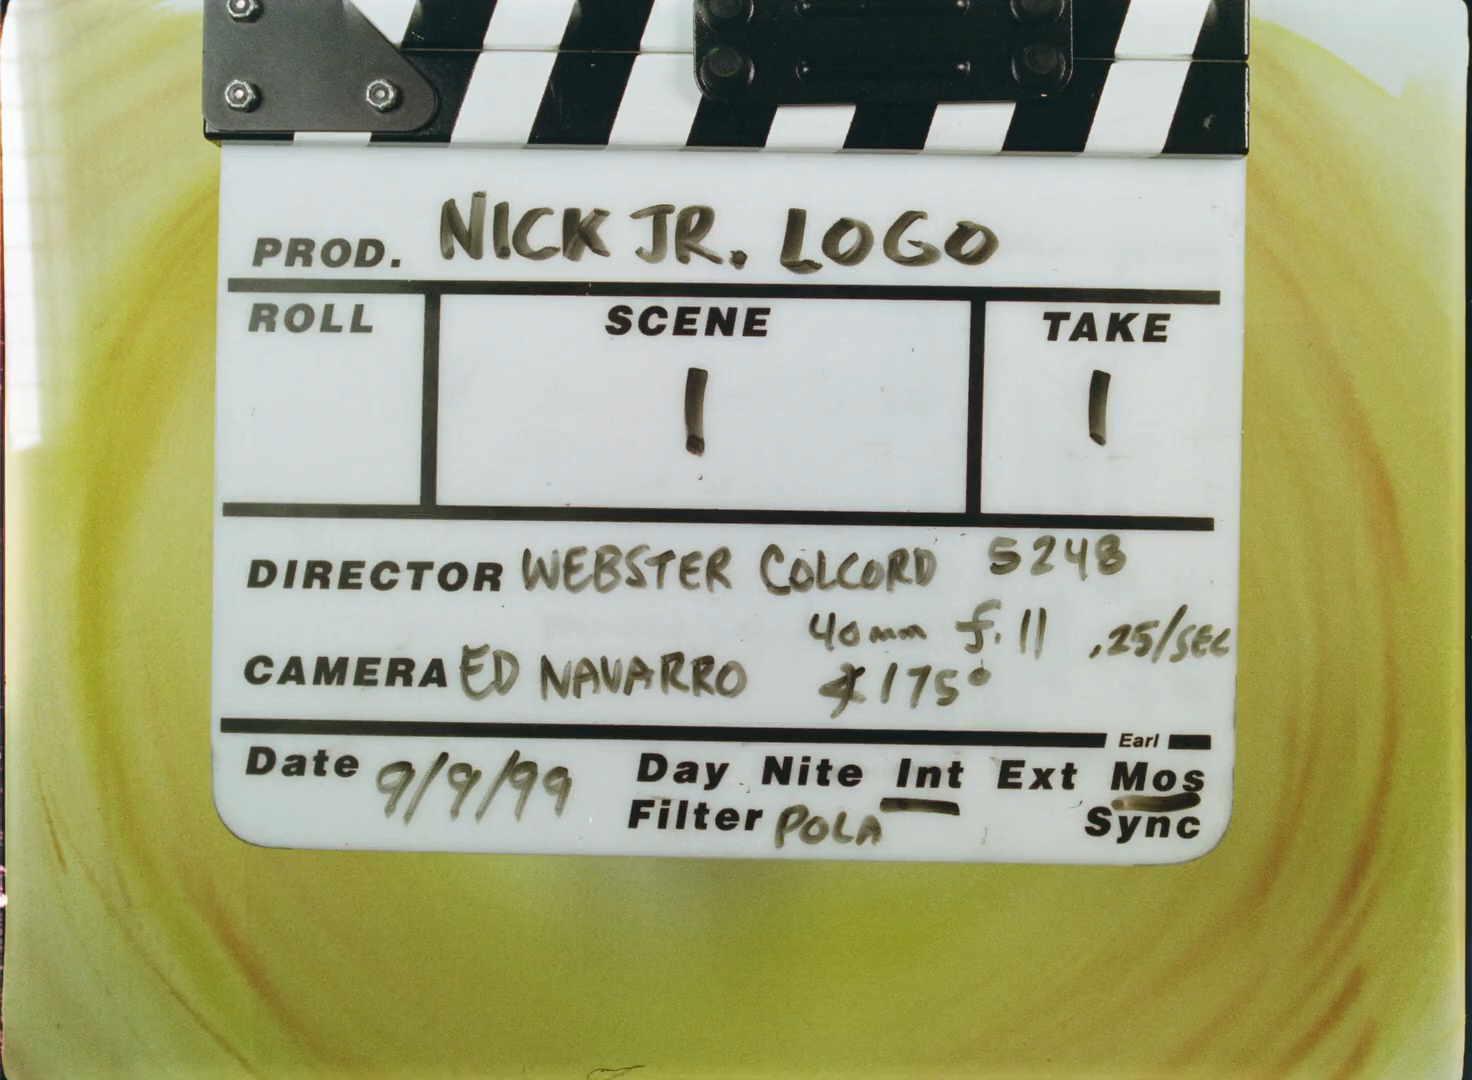 PROD. NICK JR. LOGO
ROLL SCENE TAKE
1 1
DIRECTOR WEBSTER COLCORD 5248
40mm f.11 .25/SEC
CAMERA ED NAVARRO ∡175°
Earl
Date 9/9/99 Day Nite Int Ext Mos
Filter POLA Sync